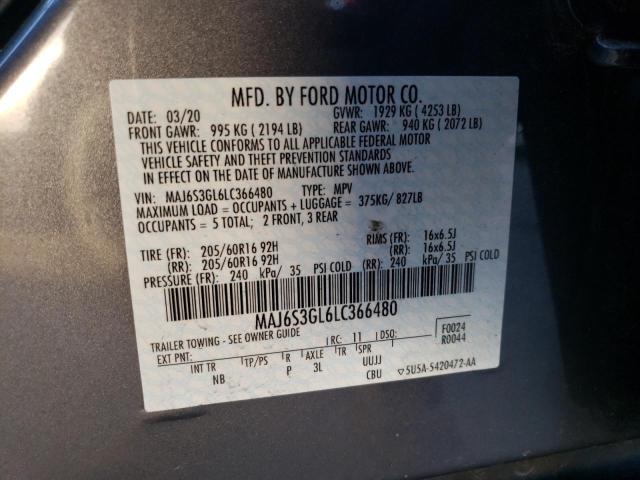 MFD. BY FORD MOTOR CO.
DATE: 03/20 GVWR: 1929 KG ( 4253 LB)
FRONT GAWR: 995 KG ( 2194 LB) REAR GAWR: 940 KG ( 2072 LB)
THIS VEHICLE CONFORMS TO ALL APPLICABLE FEDERAL MOTOR
VEHICLE SAFETY AND THEFT PREVENTION STANDARDS
IN EFFECT ON THE DATE OF MANUFACTURE SHOWN ABOVE.
VIN: MAJ6S3GL6LC366480 TYPE: MPV
MAXIMUM LOAD = OCCUPANTS + LUGGAGE = 375KG/ 827LB
OCCUPANTS = 5 TOTAL; 2 FRONT, 3 REAR
TIRE (FR): 205/60R16 92H RIMS (FR): 16x6.5J
(RR): 205/60R16 92H (RR): 16x6.5J
PRESSURE (FR): 240 kPa/ 35 PSI COLD (RR): 240 kPa/ 35 PSI COLD
MAJ6S3GL6LC366480
TRAILER TOWING - SEE OWNER GUIDE
EXT PNT: RC: 11 DSO: F0024
R0044
INT TR TP/PS R AXLE TR SPR
NB P 3L UUJJ
CBU ▽5U5A-5420472-AA